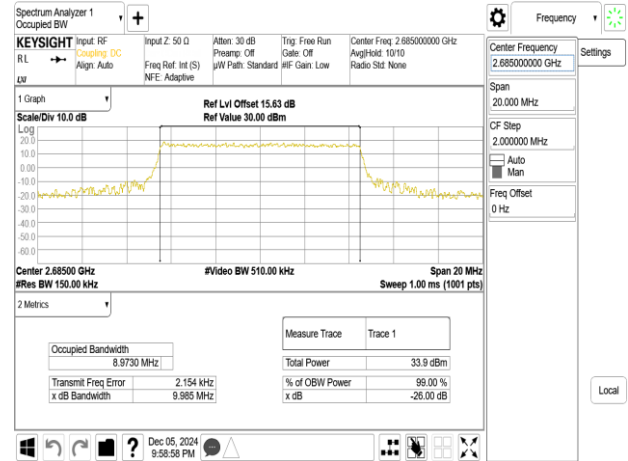 Spectrum Analyzer 1
Occupied BW
Frequency
KEYSIGHT
RL
LXI
Input: RF
Coupling: DC
Align: Auto
Input Z: 50 Ω
Freq Ref: Int (S)
NFE: Adaptive
Atten: 30 dB
Preamp: Off
µW Path: Standard
Trig: Free Run
Gate: Off
#IF Gain: Low
Center Freq: 2.685000000 GHz
Avg|Hold: 10/10
Radio Std: None
Center Frequency
2.685000000 GHz
Settings
Span
20.000 MHz
CF Step
2.000000 MHz
Auto
Man
Freq Offset
0 Hz
Local
1 Graph
Scale/Div 10.0 dB
Ref Lvl Offset 15.63 dB
Ref Value 30.00 dBm
Log
20.0
10.0
0.00
-10.0
-20.0
-30.0
-40.0
-50.0
-60.0
Center 2.68500 GHz
#Video BW 510.00 kHz
Span 20 MHz
#Res BW 150.00 kHz
Sweep 1.00 ms (1001 pts)
2 Metrics
Measure Trace Trace 1
Occupied Bandwidth
8.9730 MHz
Total Power 33.9 dBm
Transmit Freq Error 2.154 kHz
% of OBW Power 99.00 %
x dB Bandwidth 9.985 MHz
x dB -26.00 dB
?
Dec 05, 2024
9:58:58 PM